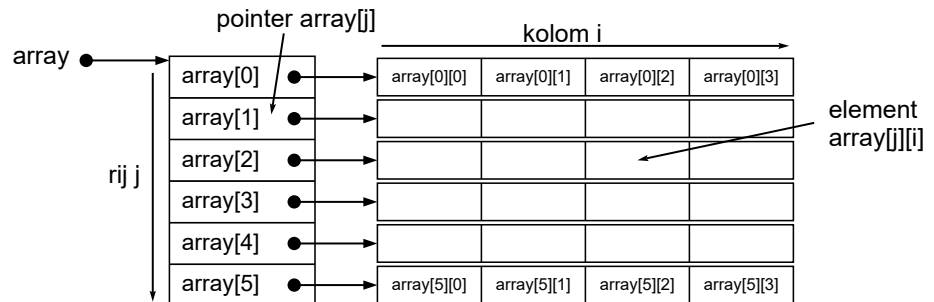 pointer array[j]
kolom i
array
array[0]
array[0][0] array[0][1] array[0][2] array[0][3]
array[1]
element
array[j][i]
array[2]
rij j
array[3]
array[4]
array[5]
array[5][0] array[5][1] array[5][2] array[5][3]